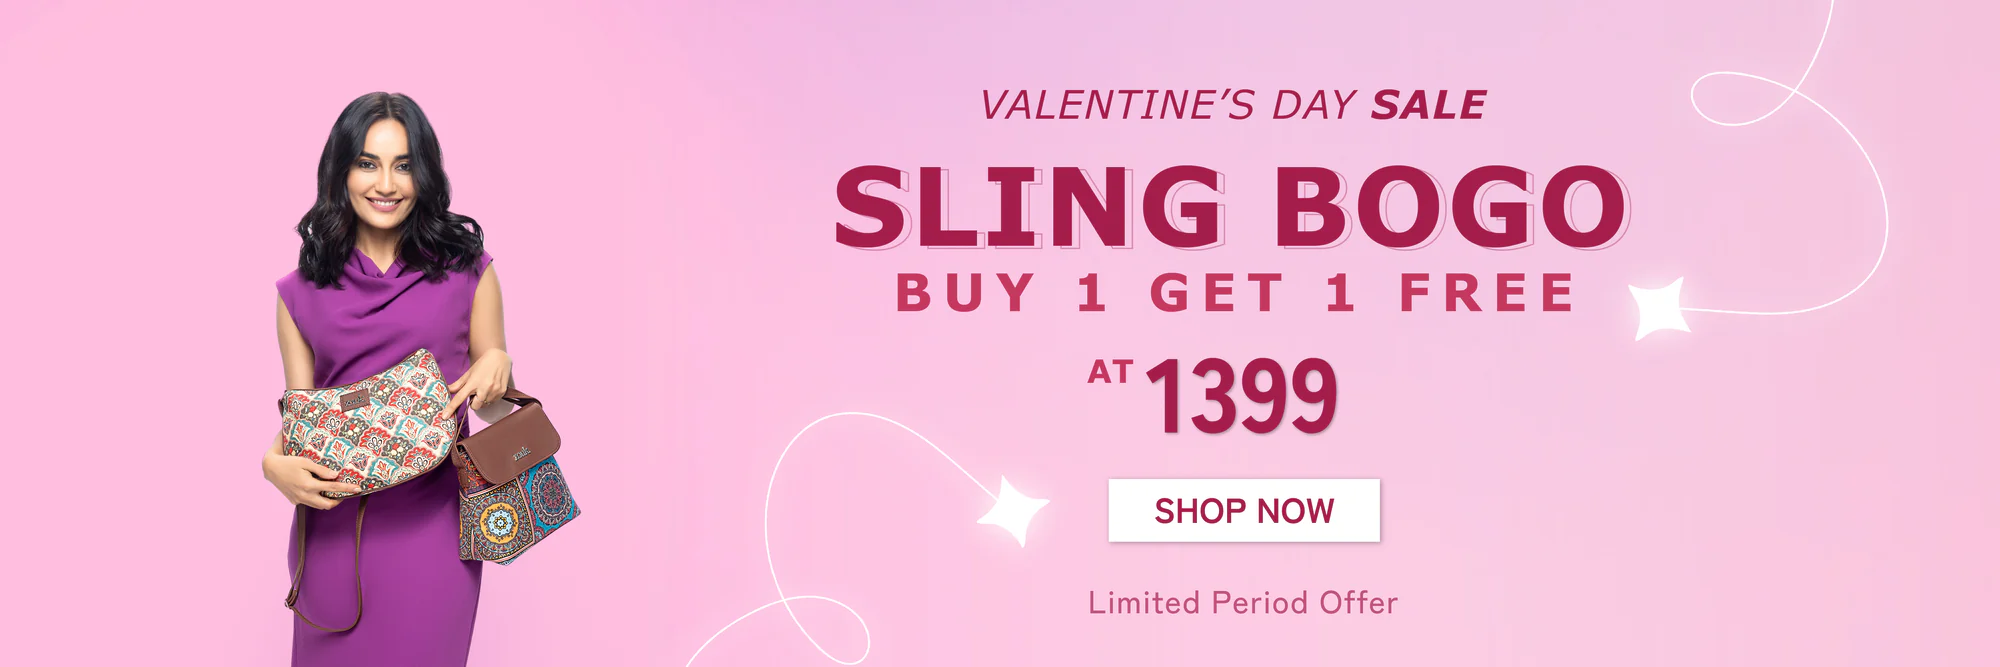 VALENTINE'S DAY SALE
SLING BOGO
BUY 1 GET 1 FREE
AT 1399
SHOP NOW
Limited Period Offer